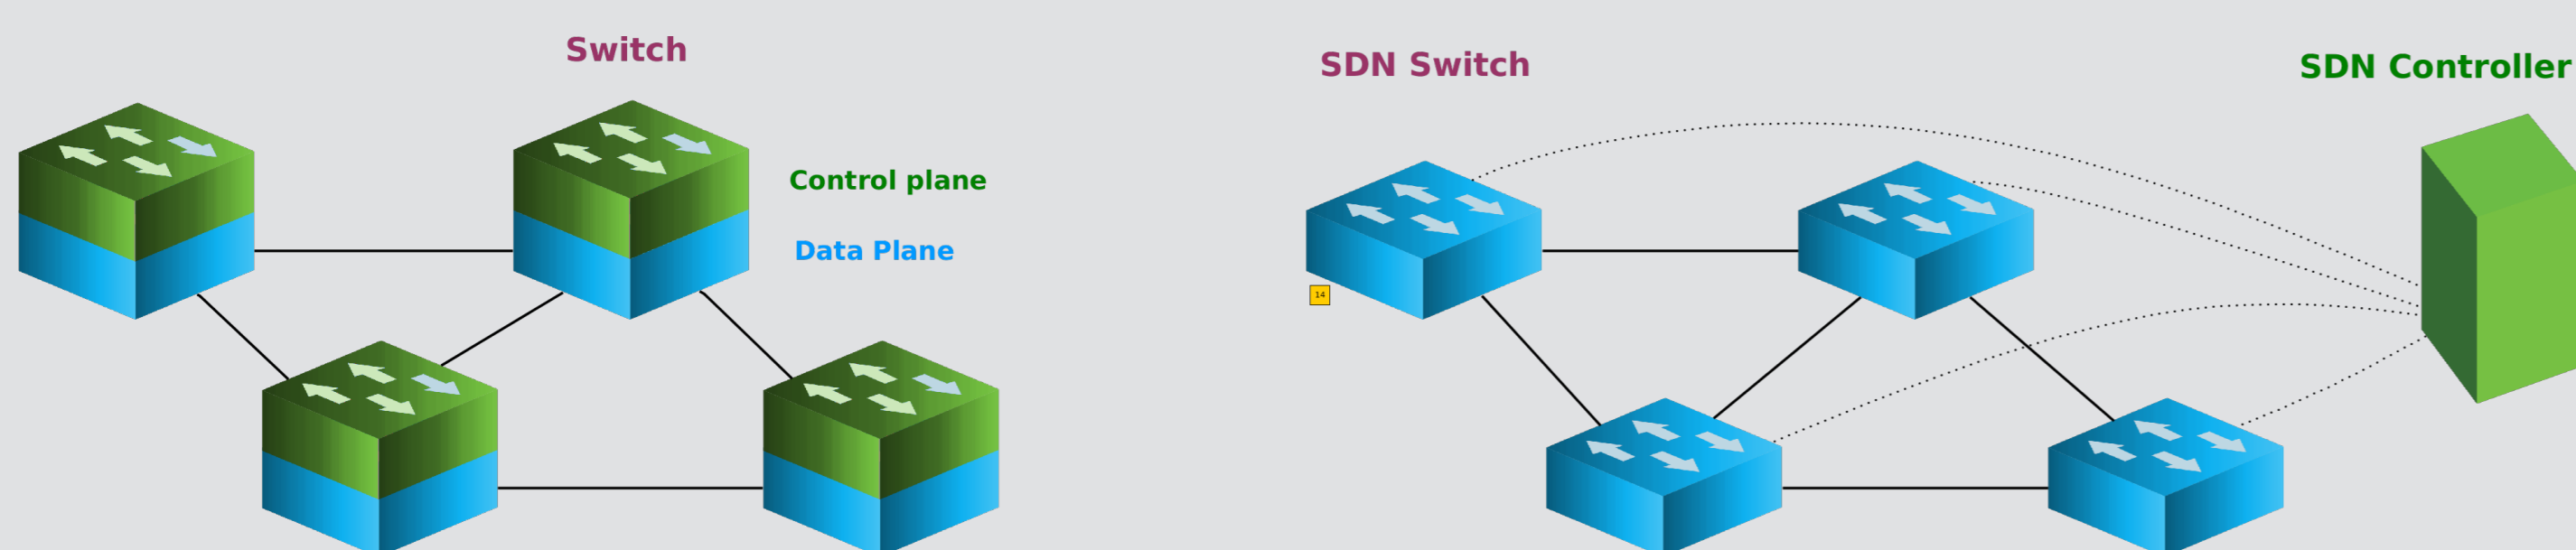 Switch
Control plane
Data Plane
SDN Switch
SDN Controller
14